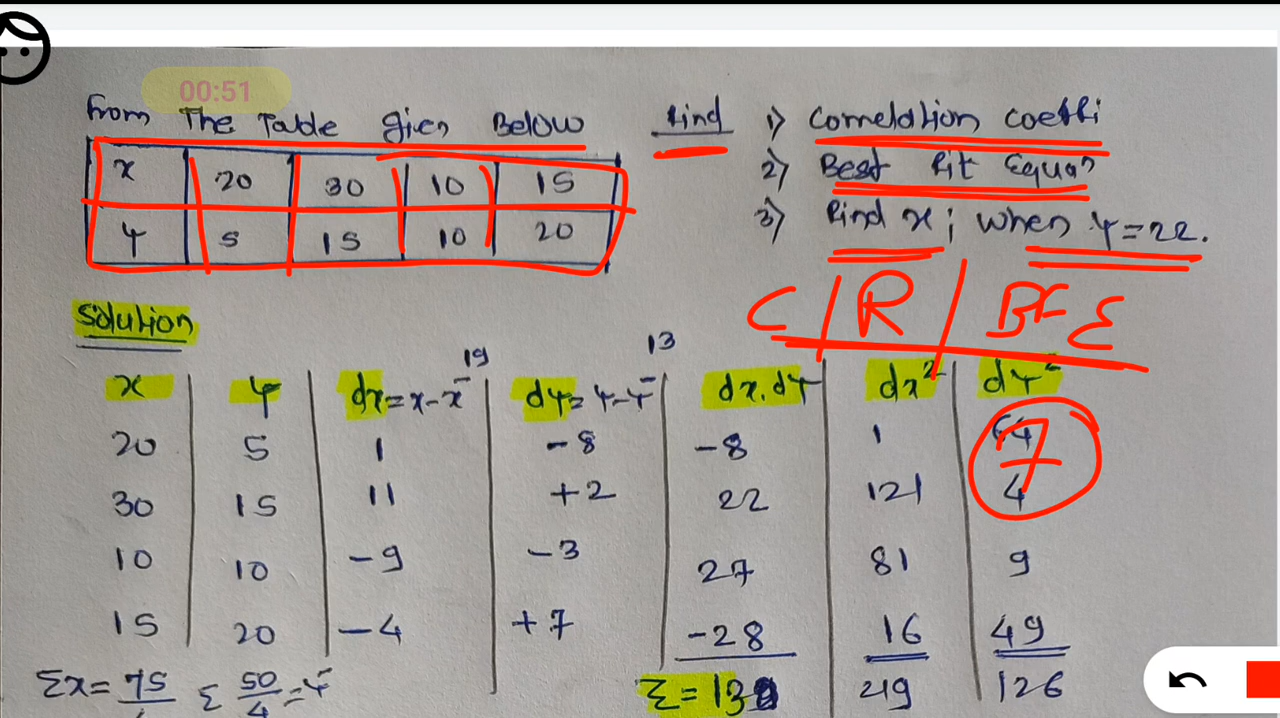 00:51
From The Table given Below Find 1) Correlation coeffi
2) Best fit Equan
3) Find x ; when y=22.
x 20 30 10 15
y 5 15 10 20
C / R / BFE
Solution
19 13
x y dx=x-x̄ dy=y-ȳ dx.dy dx² dy²
20 5 1 -8 -8 1 64
7
30 15 11 +2 22 121 4
10 10 -9 -3 27 81 9
15 20 -4 +7 -28 16 49
Σx= 75 Σ 50/4 =ȳ Σ = 13 219 126